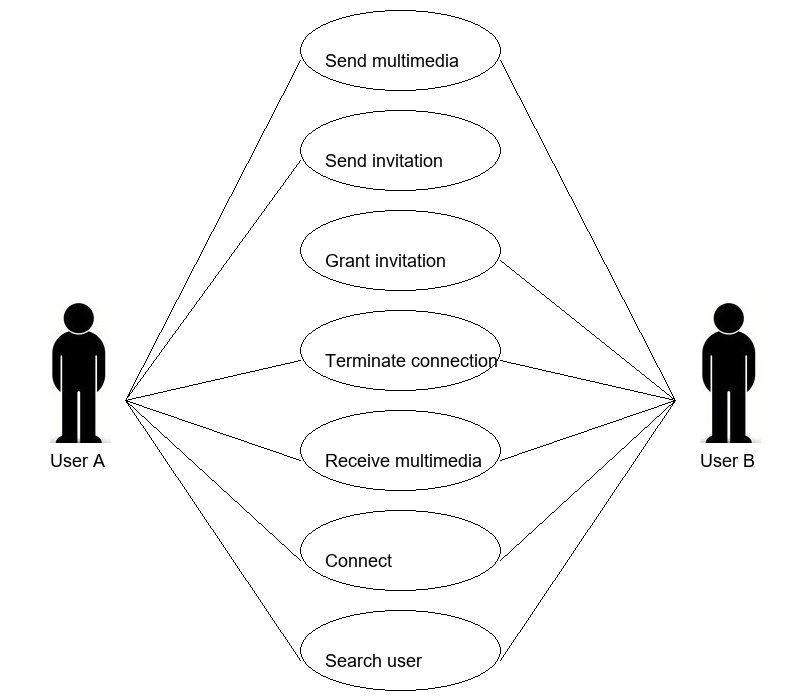 Send multimedia
Send invitation
Grant invitation
Terminate connection
Receive multimedia
User A
User B
Connect
Search user